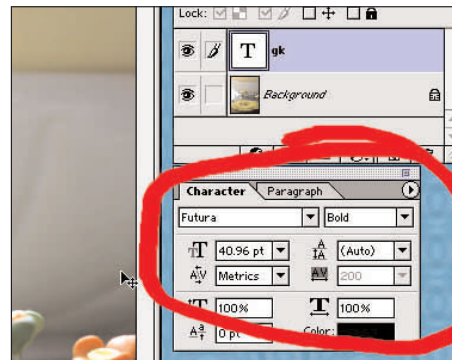 Lock:
T gk
Background
Character Paragraph
Futura Bold
40.96 pt (Auto)
Metrics 200
100% 100%
0 pt Color: